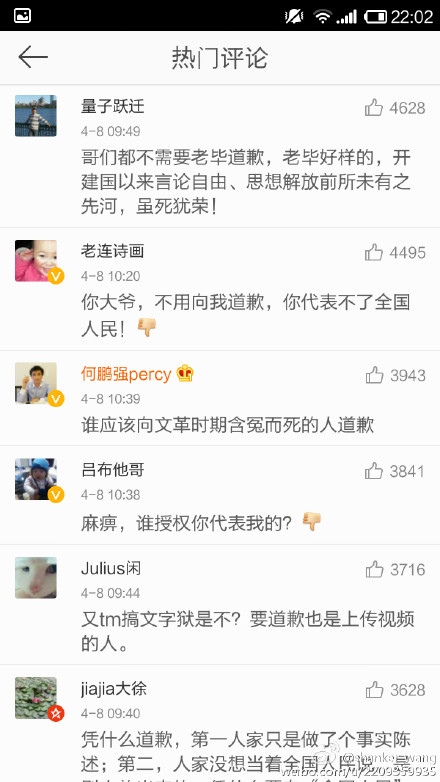 22:02
热门评论
量子跃迁
4628
4-8 09:49
哥们都不需要老毕道歉，老毕好样的，开
建国以来言论自由、思想解放前所未有之
先河，虽死犹荣！
老连诗画
4495
4-8 10:20
你大爷，不用向我道歉，你代表不了全国
人民！
何鹏强percy
3943
4-8 10:39
谁应该向文革时期含冤而死的人道歉
吕布他哥
3841
4-8 10:38
麻痹，谁授权你代表我的？
Julius闲
3716
4-8 09:44
又tm搞文字狱是不？要道歉也是上传视频
的人。
jiajia大徐
3628
4-8 09:40
凭什么道歉，第一人家只是做了个事实陈
述；第二，人家没想当着全国人民说，